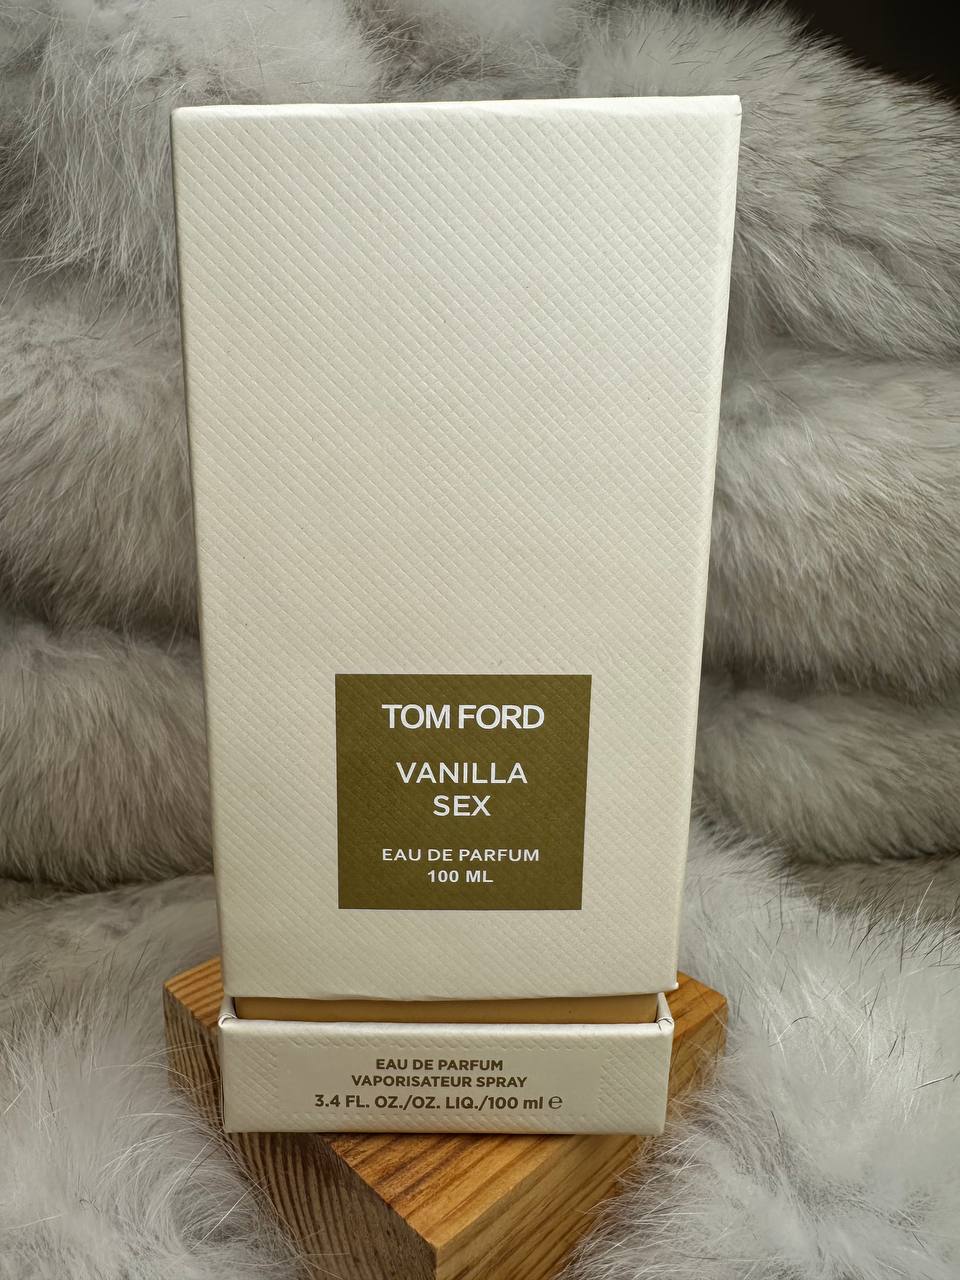 TOM FORD
VANILLA
SEX
EAU DE PARFUM
100 ML
EAU DE PARFUM
VAPORISATEUR SPRAY
3.4 FL. OZ./OZ. LIQ./100 ml ℮